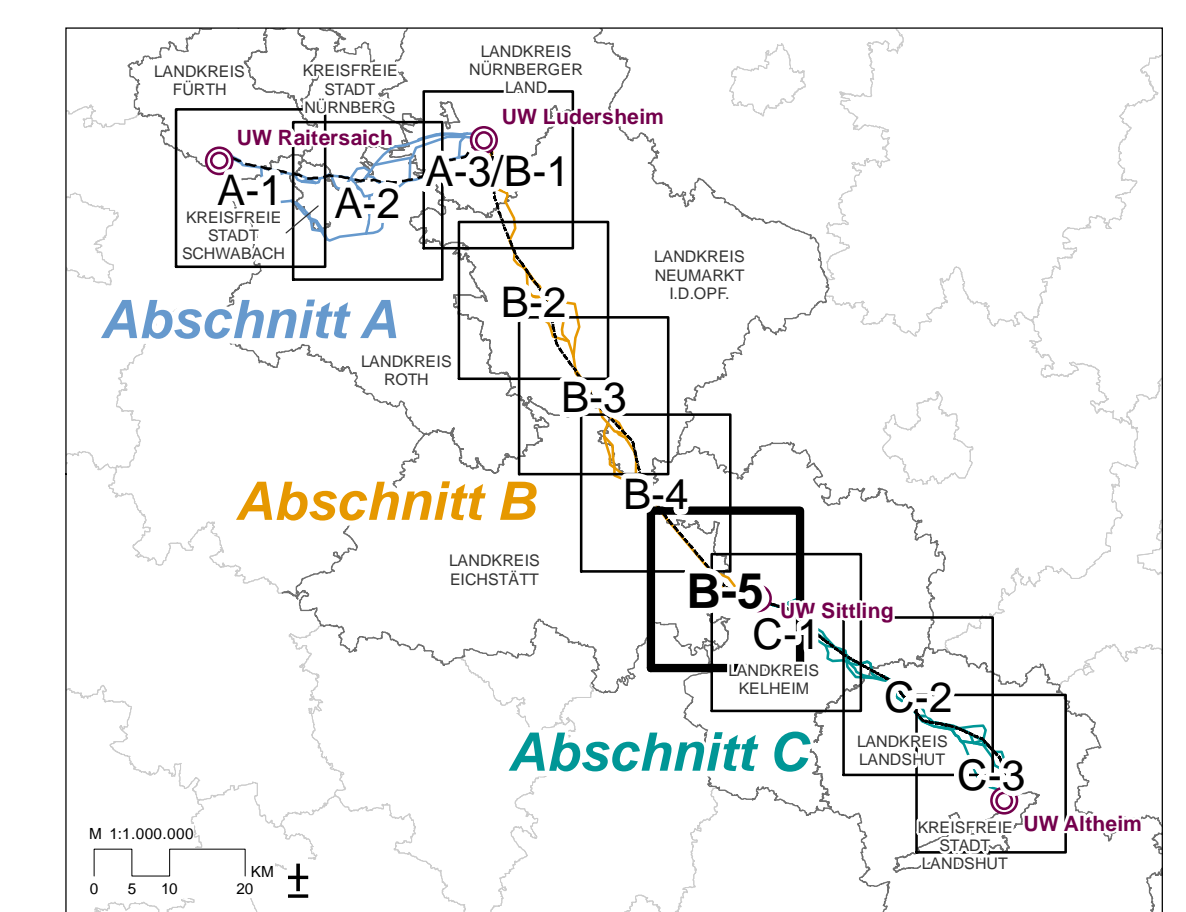 LANDKREIS
NÜRNBERGER
LAND
LANDKREIS
FÜRTH
KREISFREIE
STADT
NÜRNBERG
UW Ludersheim
UW Raitersaich
A-1
A-2
A-3/B-1
KREISFREIE
STADT
SCHWABACH
LANDKREIS
NEUMARKT
I.D.OPF.
B-2
Abschnitt A
LANDKREIS
ROTH
B-3
Abschnitt B
B-4
LANDKREIS
EICHSTÄTT
B-5
UW Sittling
C-1
LANDKREIS
KELHEIM
C-2
Abschnitt C
LANDKREIS
LANDSHUT
C-3
UW Altheim
KREISFREIE
STADT
LANDSHUT
M 1:1.000.000
KM
0 5 10 20